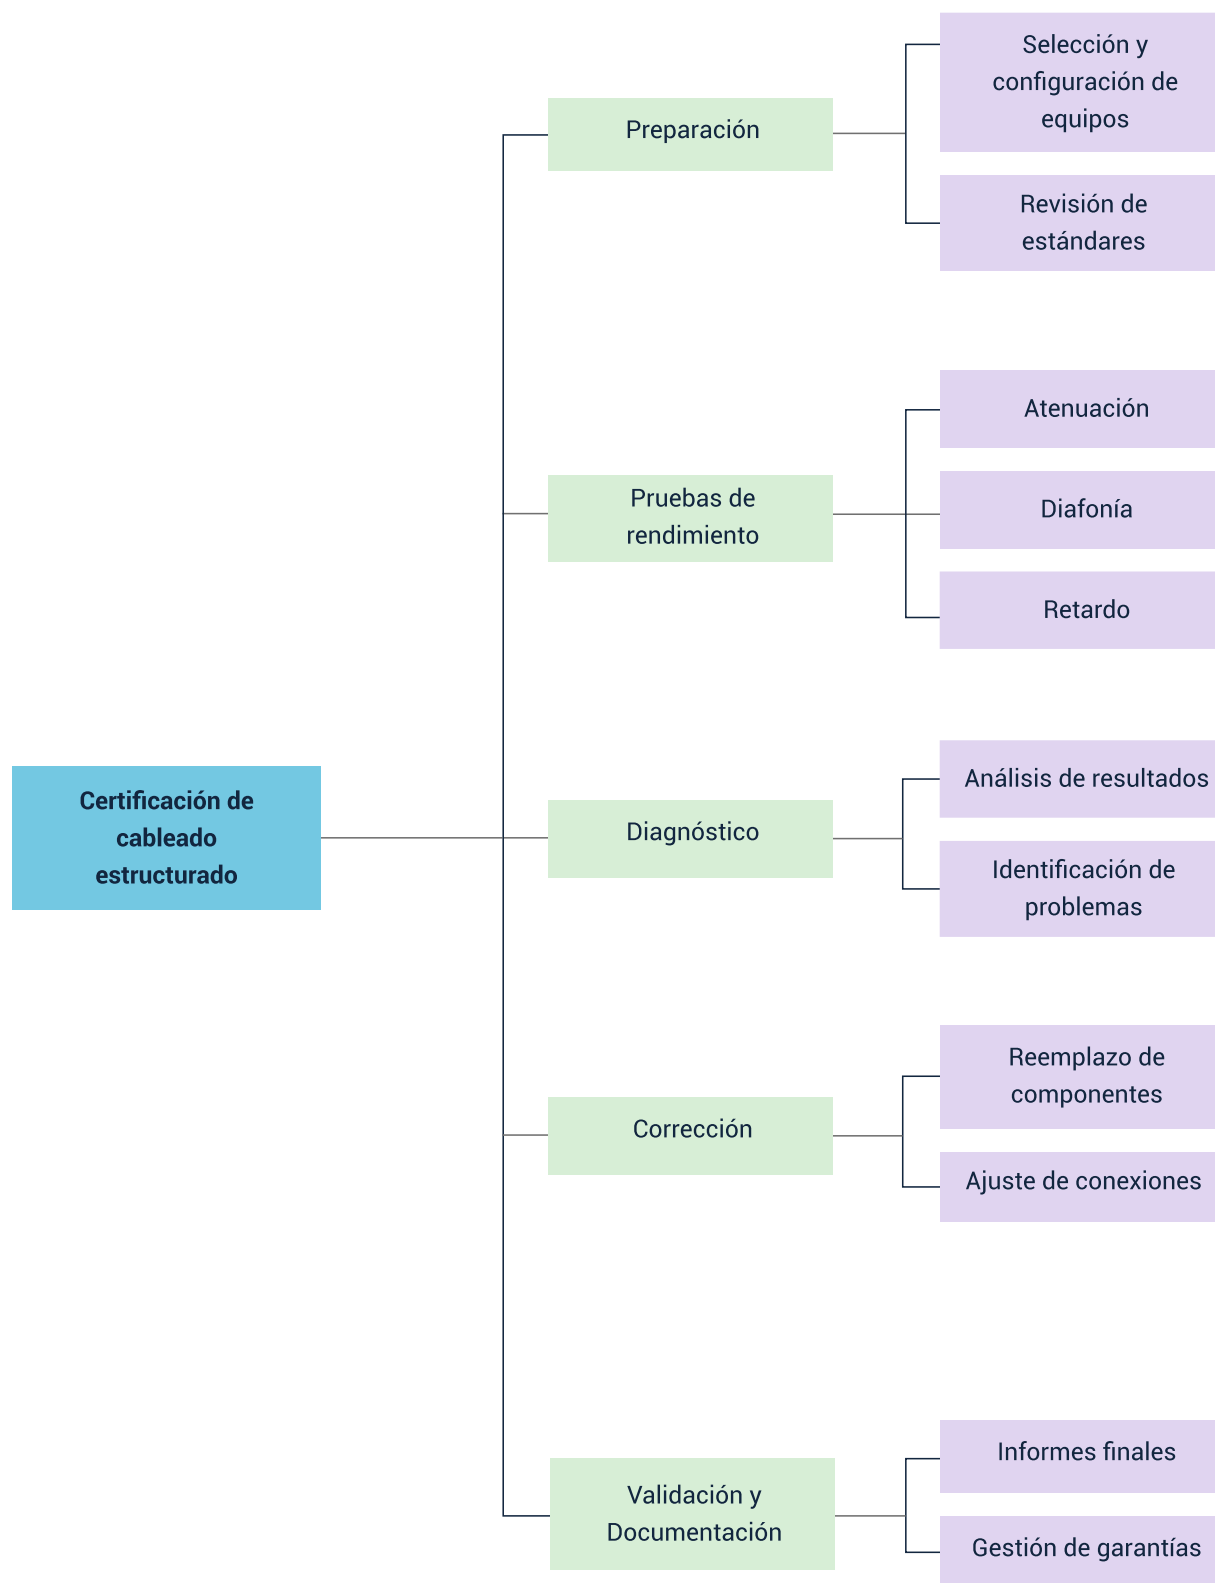 Certificación de
cableado
estructurado
Preparación
Selección y
configuración de
equipos
Revisión de
estándares
Pruebas de
rendimiento
Atenuación
Diafonía
Retardo
Diagnóstico
Análisis de resultados
Identificación de
problemas
Corrección
Reemplazo de
componentes
Ajuste de conexiones
Validación y
Documentación
Informes finales
Gestión de garantías